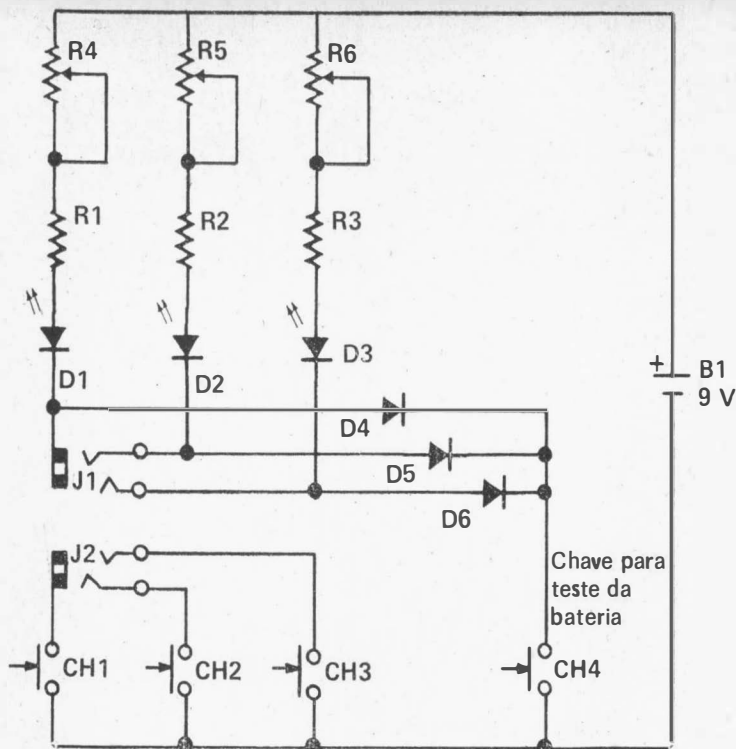 R4
R5
R6
R1
R2
R3
D1
D2
D3
+ B1
9 V
D4
J1
D5
D6
J2
Chave para
teste da
bateria
CH1
CH2
CH3
CH4